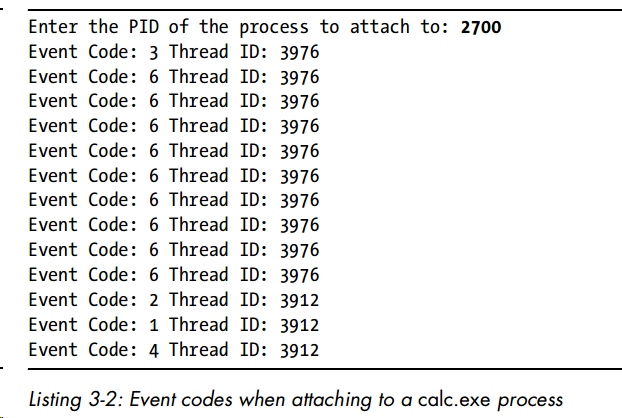 Enter the PID of the process to attach to: 2700
Event Code: 3 Thread ID: 3976
Event Code: 6 Thread ID: 3976
Event Code: 6 Thread ID: 3976
Event Code: 6 Thread ID: 3976
Event Code: 6 Thread ID: 3976
Event Code: 6 Thread ID: 3976
Event Code: 6 Thread ID: 3976
Event Code: 6 Thread ID: 3976
Event Code: 6 Thread ID: 3976
Event Code: 6 Thread ID: 3976
Event Code: 2 Thread ID: 3912
Event Code: 1 Thread ID: 3912
Event Code: 4 Thread ID: 3912
Listing 3-2: Event codes when attaching to a calc.exe process